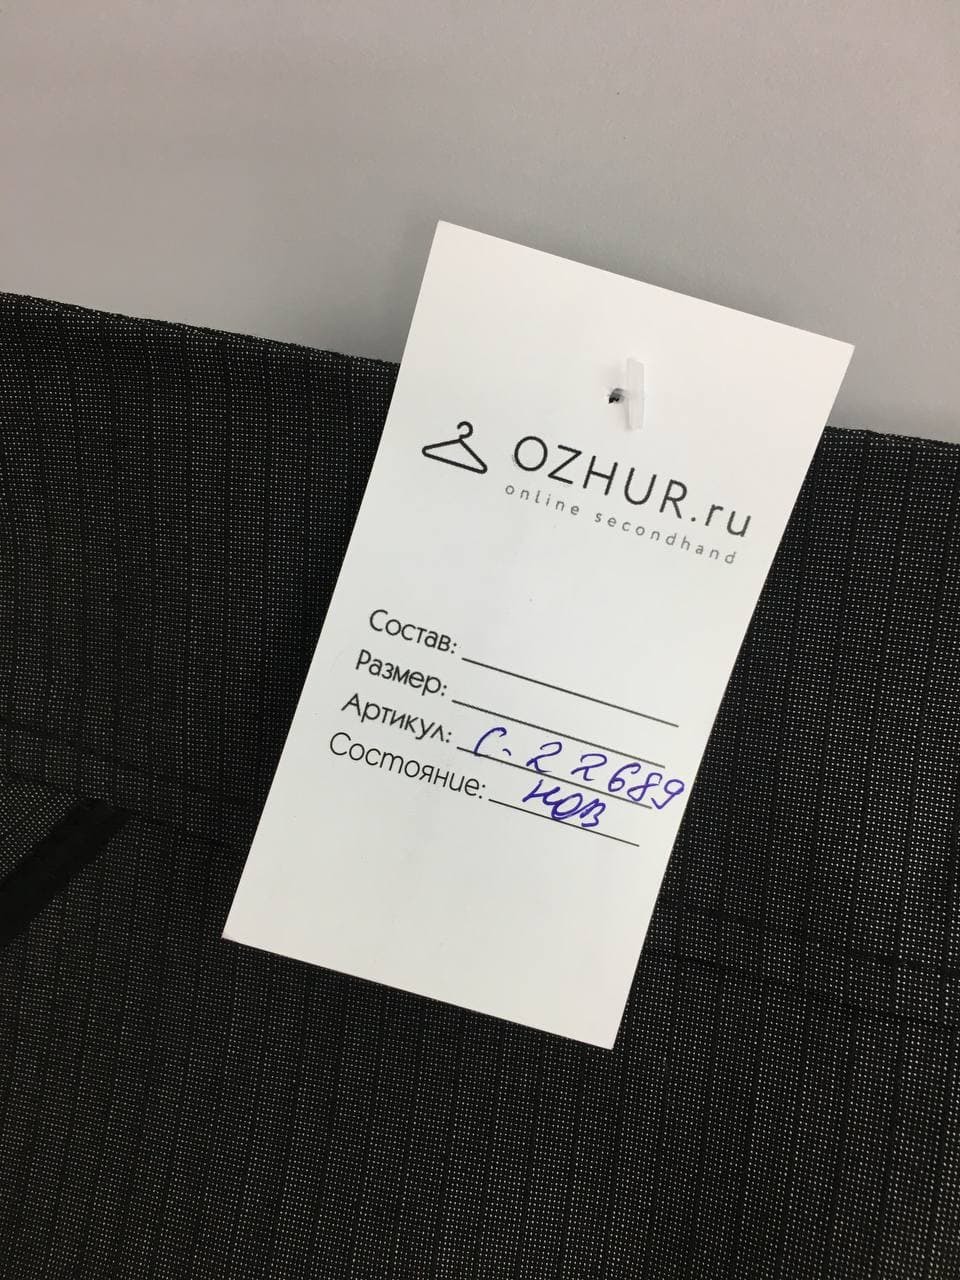 OZHUR.ru
online secondhand
Состав:
Размер:
Артикул: С-22689
Состояние: нов